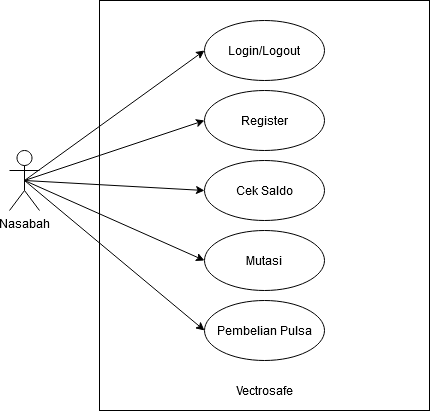 Login/Logout
Register
Cek Saldo
Nasabah
Mutasi
Pembelian Pulsa
Vectrosafe